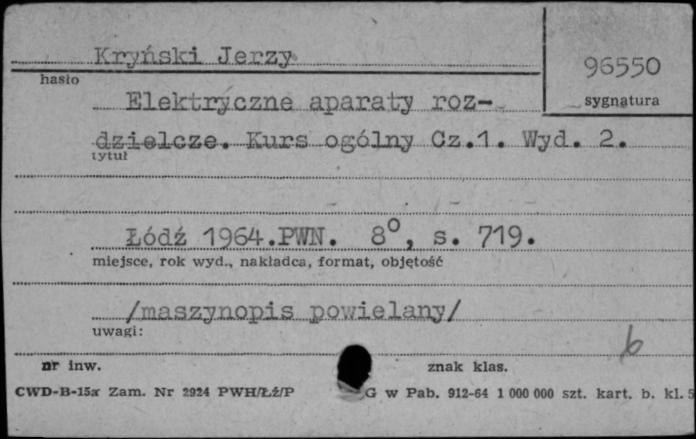 Kryński Jerzy
hasło
96550
sygnatura
Elektryczne aparaty roz-
dzielcze. Kurs ogólny Cz.1. Wyd. 2.
tytuł
Łódź 1964.PWN. 8°, s. 719.
miejsce, rok wyd., nakładca, format, objętość
/maszynopis powielany/
uwagi:
b
nr inw.
znak klas.
CWD-B-15x Zam. Nr 2924 PWH/Łź/P G w Pab. 912-64 1 000 000 szt. kart. b. kl. 5